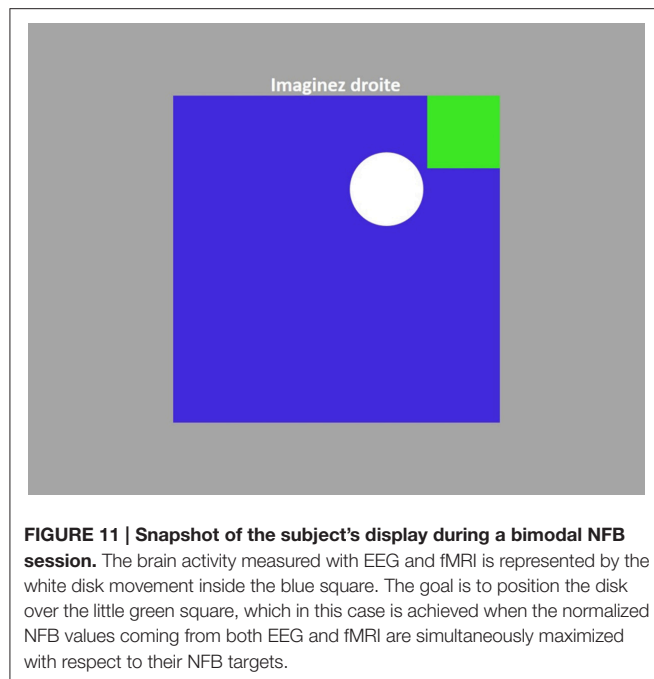 Imaginez droite
FIGURE 11 | Snapshot of the subject's display during a bimodal NFB
session. The brain activity measured with EEG and fMRI is represented by the
white disk movement inside the blue square. The goal is to position the disk
over the little green square, which in this case is achieved when the normalized
NFB values coming from both EEG and fMRI are simultaneously maximized
with respect to their NFB targets.